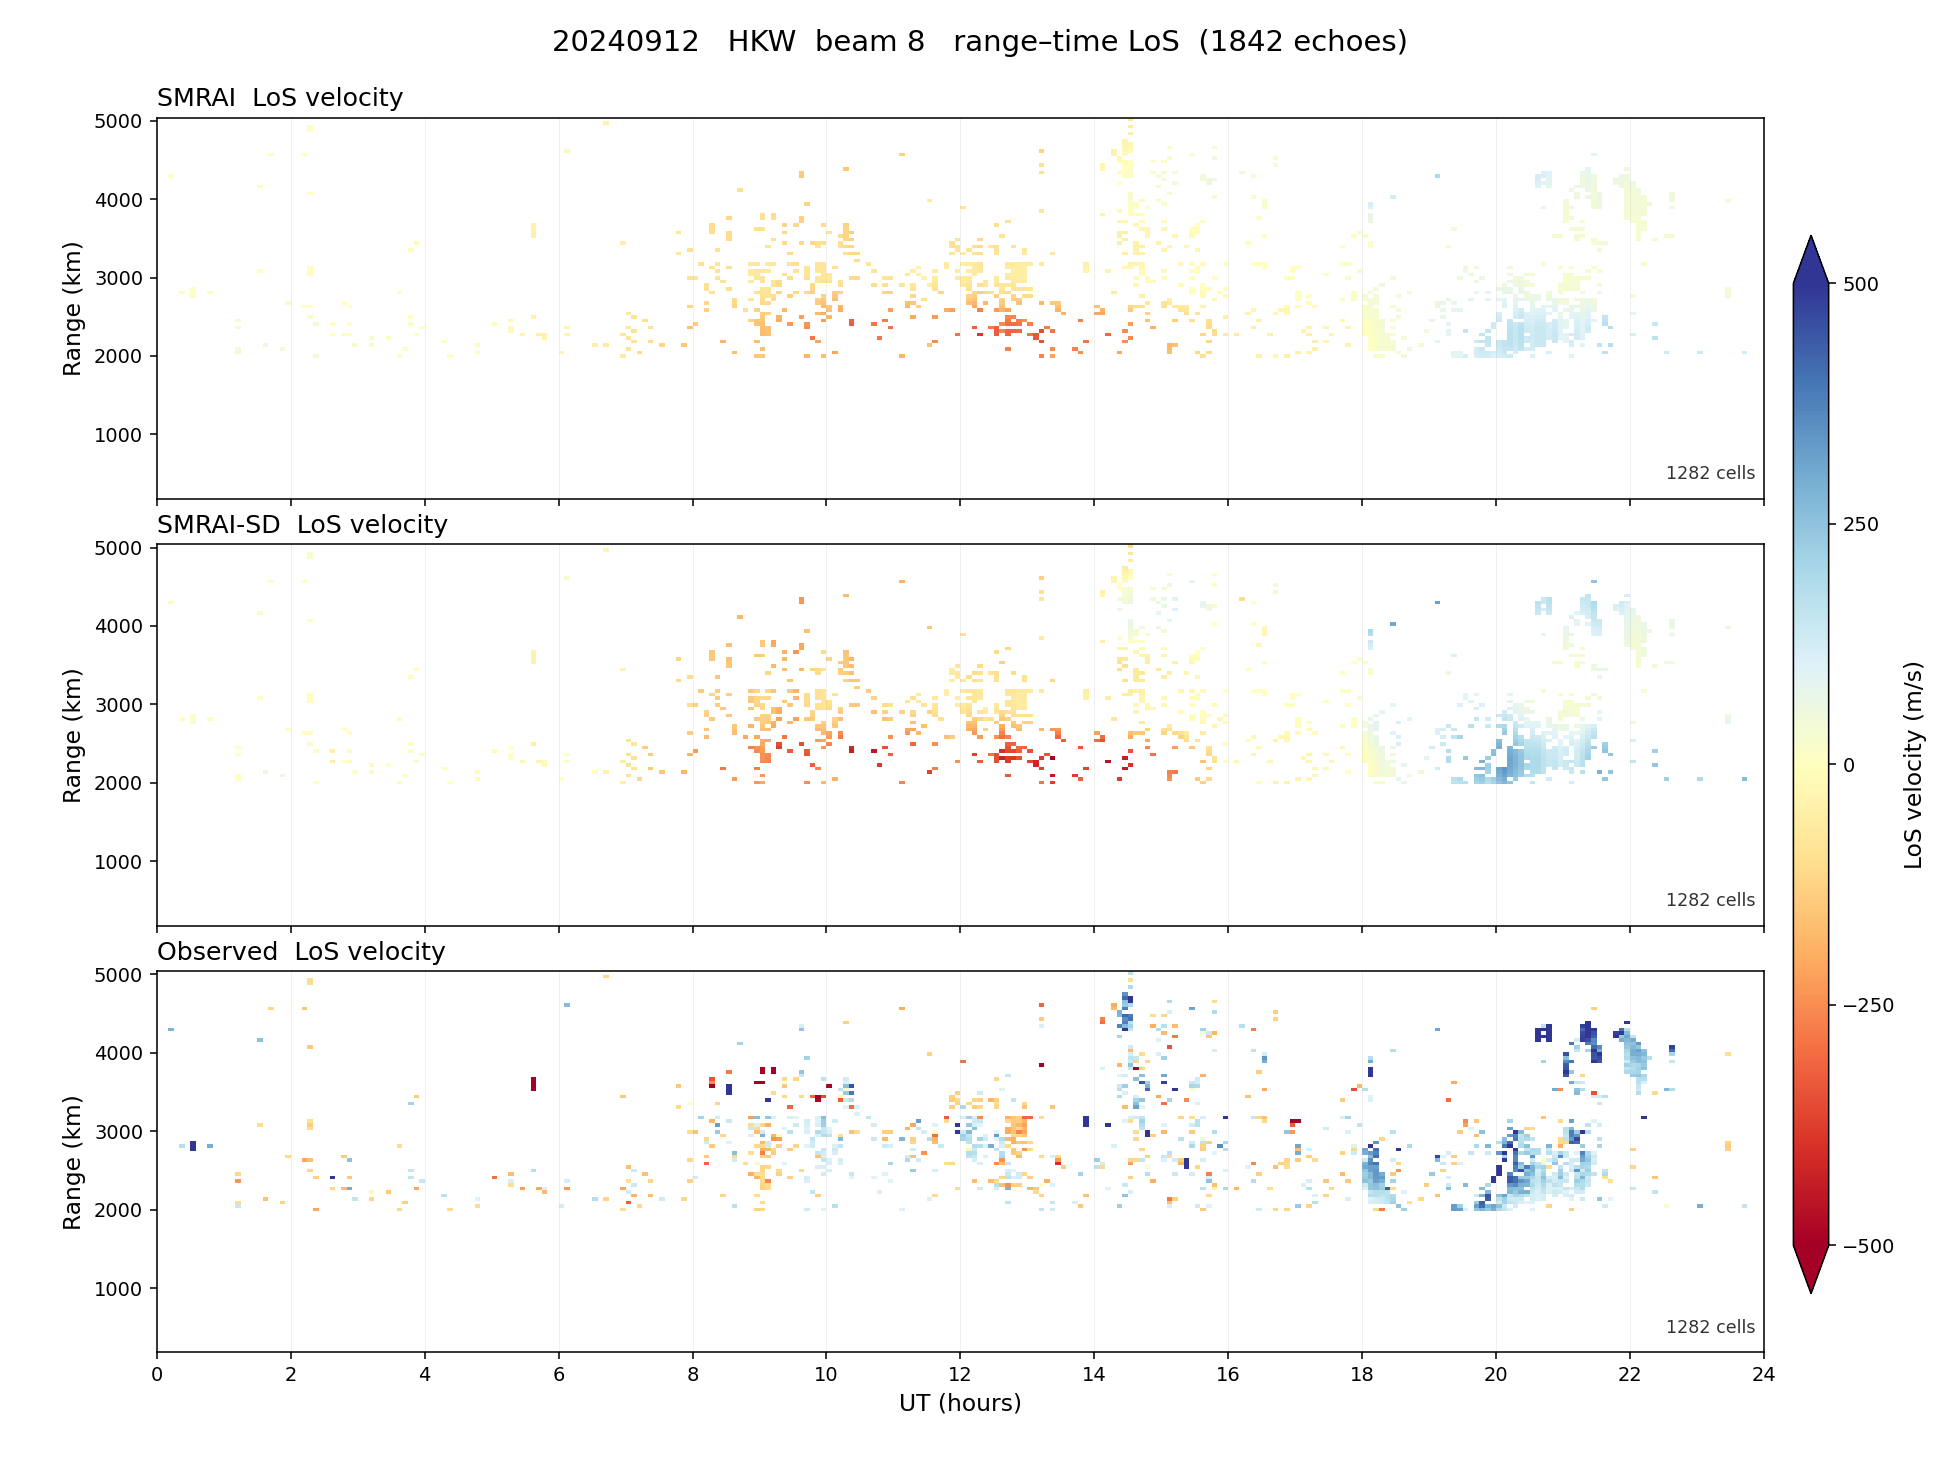 20240912   HKW  beam 8   range–time LoS  (1842 echoes)
SMRAI  LoS velocity
5000
4000
3000
2000
1000
Range (km)
1282 cells
SMRAI-SD  LoS velocity
5000
4000
3000
2000
1000
Range (km)
1282 cells
Observed  LoS velocity
5000
4000
3000
2000
1000
Range (km)
1282 cells
0 2 4 6 8 10 12 14 16 18 20 22 24
UT (hours)
500
250
0
−250
−500
LoS velocity (m/s)